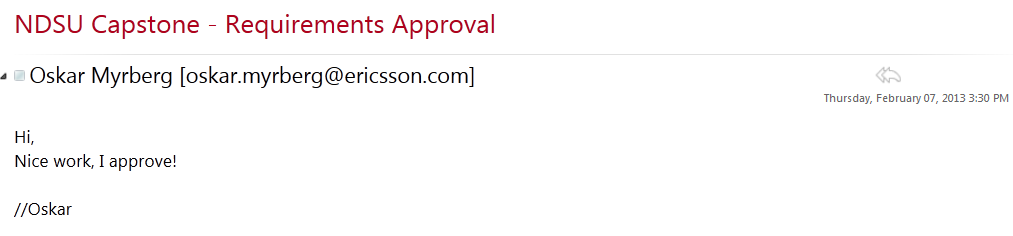 NDSU Capstone - Requirements Approval
Oskar Myrberg [oskar.myrberg@ericsson.com]
Thursday, February 07, 2013 3:30 PM
Hi,
Nice work, I approve!
//Oskar